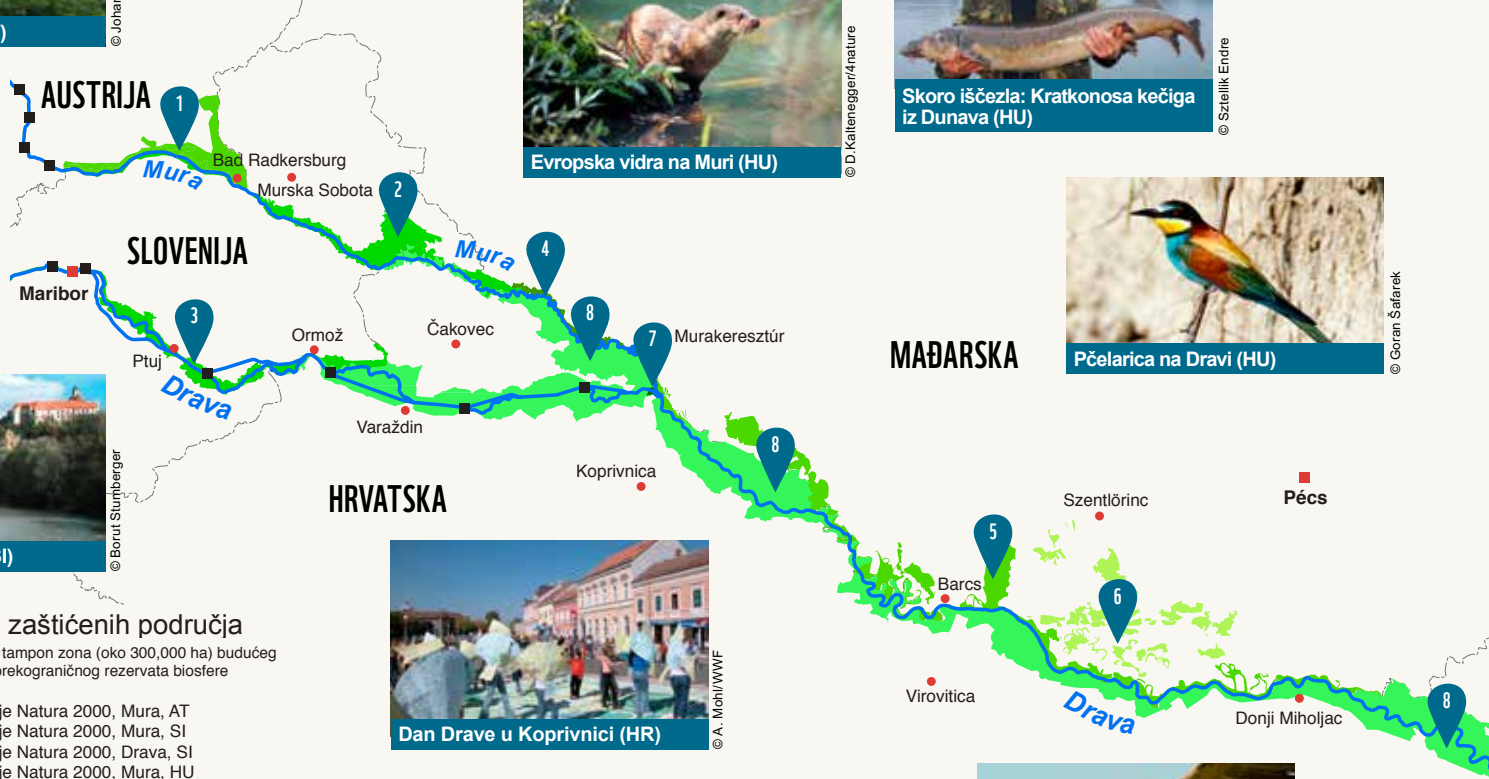 )
© Johan
AUSTRIJA
1
Bad Radkersburg
Mura
Murska Sobota
2
SLOVENIJA
Mura
4
Maribor
3
Ptuj
Ormož
Čakovec
8
7
Murakeresztúr
Drava
Varaždin
Koprivnica
HRVATSKA
MAĐARSKA
8
Szentlörinc
Pécs
5
Barcs
6
Virovitica
Drava
Donji Miholjac
8
Evropska vidra na Muri (HU)
© D.Kaltenegger/4nature
Skoro iščezla: Kratkonosa kečiga
iz Dunava (HU)
© Sztellik Endre
Pčelarica na Dravi (HU)
© Goran Šafarek
SI)
© Borut Stumberger
Dan Drave u Koprivnici (HR)
© A. Mohl/WWF
zaštićenih područja
tampon zona (oko 300,000 ha) budućeg
prekograničnog rezervata biosfere
je Natura 2000, Mura, AT
je Natura 2000, Mura, SI
je Natura 2000, Drava, SI
je Natura 2000, Mura, HU